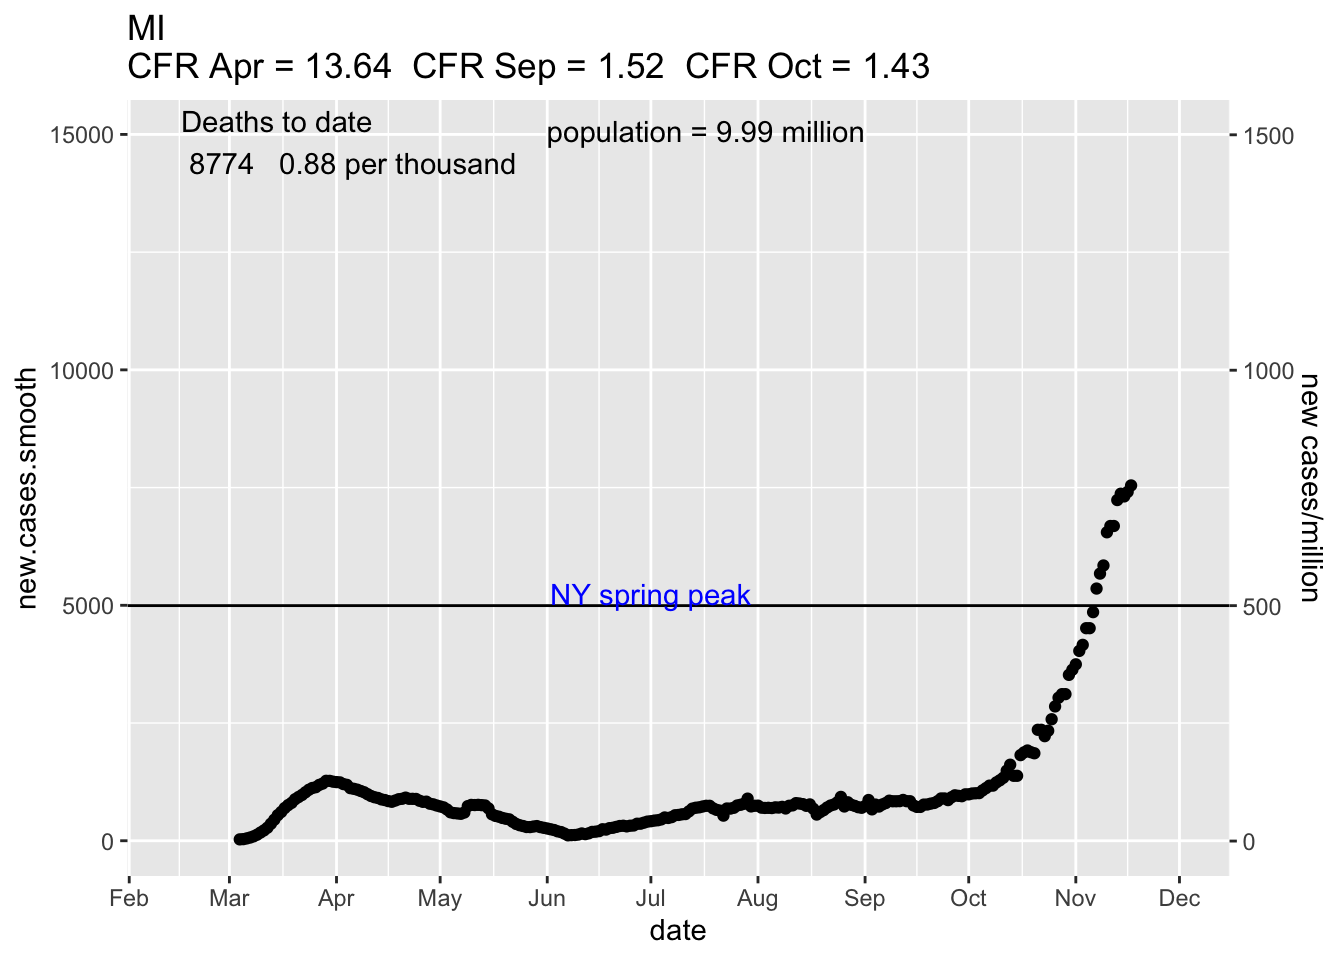 MI
CFR Apr = 13.64  CFR Sep = 1.52  CFR Oct = 1.43
Deaths to date
8774   0.88 per thousand
population = 9.99 million
15000
10000
5000
0
new.cases.smooth
1500
1000
500
0
new cases/million
NY spring peak
Feb Mar Apr May Jun Jul Aug Sep Oct Nov Dec
date